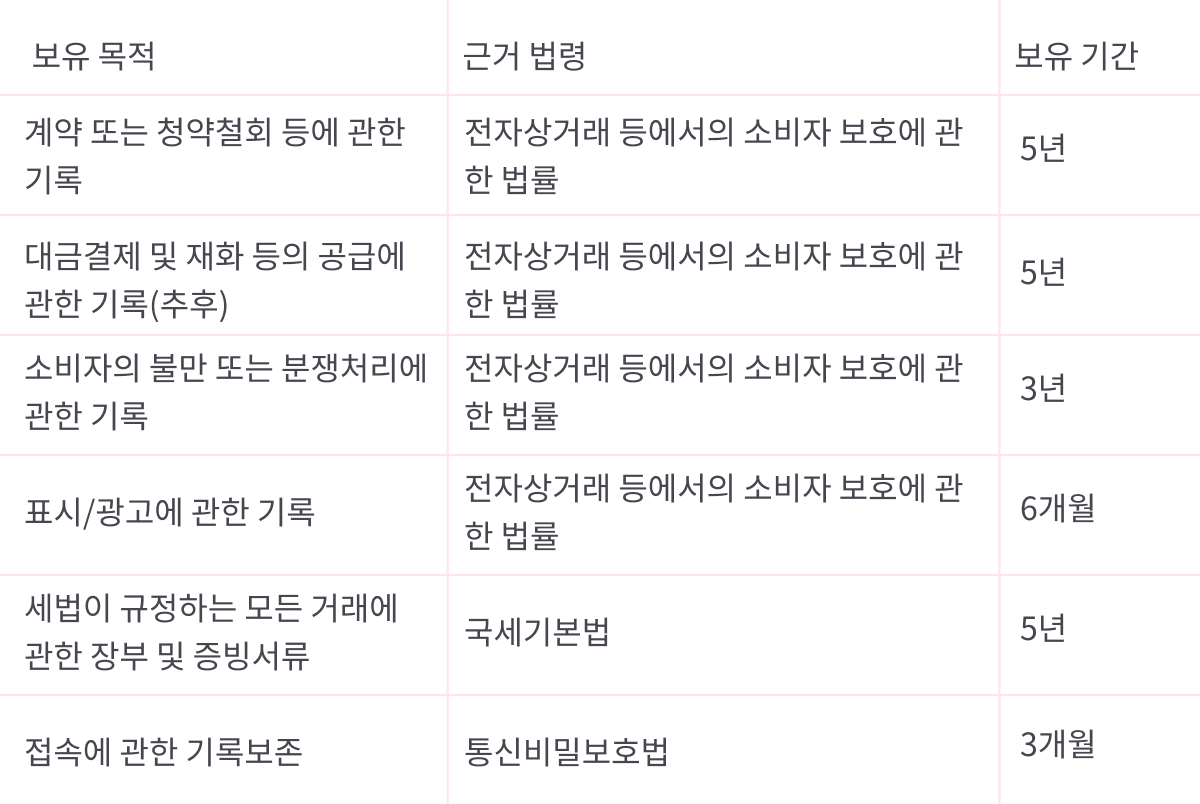 보유 목적 근거 법령 보유 기간
계약 또는 청약철회 등에 관한
기록
전자상거래 등에서의 소비자 보호에 관
한 법률
5년
대금결제 및 재화 등의 공급에
관한 기록(추후)
전자상거래 등에서의 소비자 보호에 관
한 법률
5년
소비자의 불만 또는 분쟁처리에
관한 기록
전자상거래 등에서의 소비자 보호에 관
한 법률
3년
표시/광고에 관한 기록
전자상거래 등에서의 소비자 보호에 관
한 법률
6개월
세법이 규정하는 모든 거래에
관한 장부 및 증빙서류
국세기본법
5년
접속에 관한 기록보존
통신비밀보호법
3개월